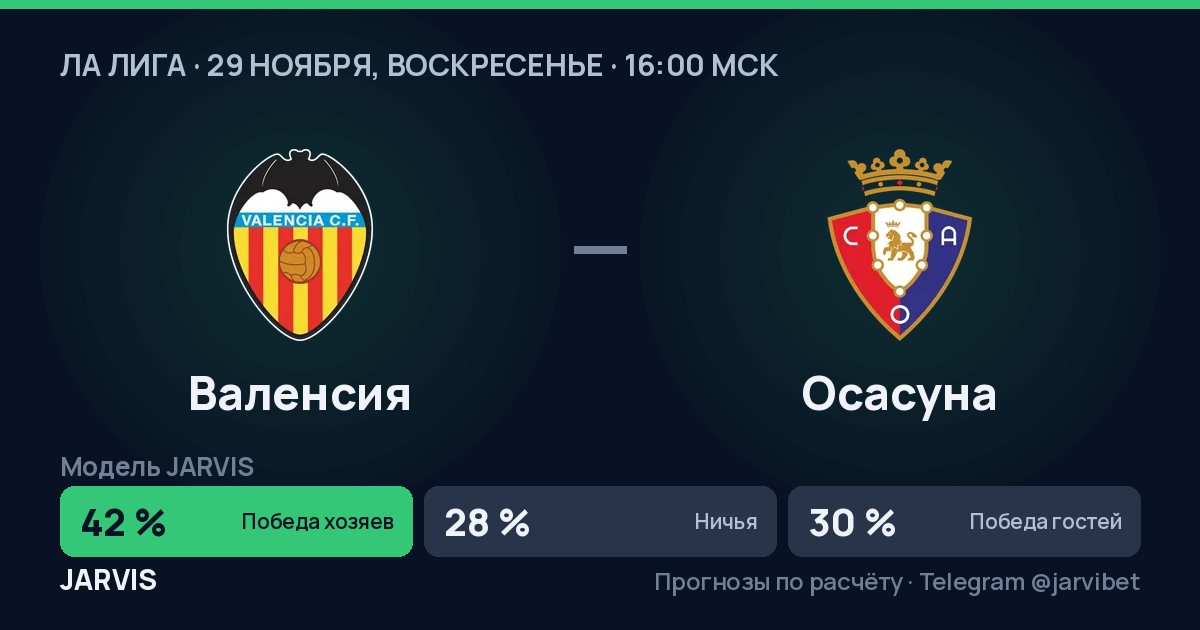 ЛА ЛИГА · 29 НОЯБРЯ, ВОСКРЕСЕНЬЕ · 16:00 МСК
VALENCIA C.F.
C A
O
—
Валенсия
Осасуна
Модель JARVIS
42 % Победа хозяев
28 % Ничья
30 % Победа гостей
JARVIS
Прогнозы по расчёту · Telegram @jarvibet